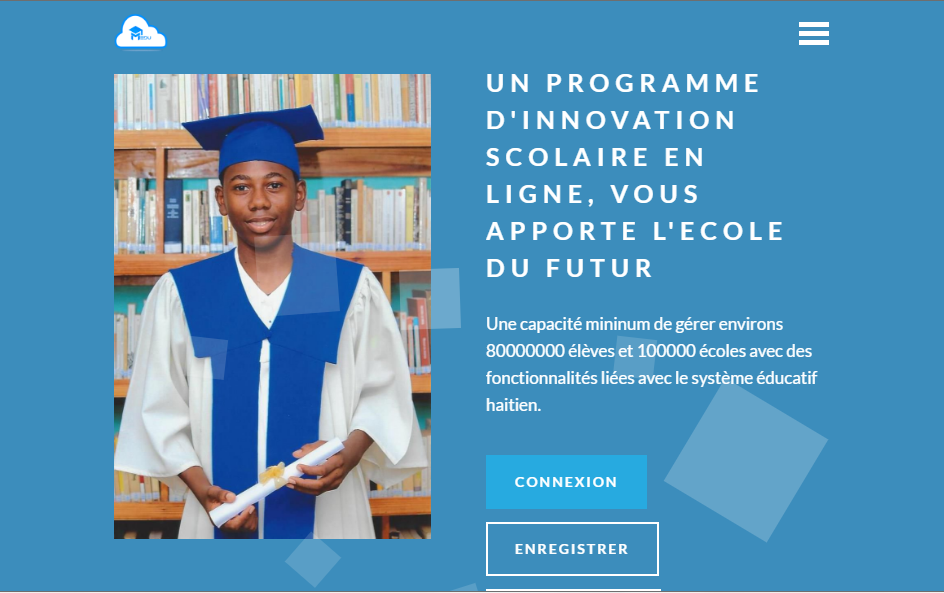 MEDU
UN PROGRAMME
D'INNOVATION
SCOLAIRE EN
LIGNE, VOUS
APPORTE L'ECOLE
DU FUTUR
Une capacité mininum de gérer environs
80000000 élèves et 100000 écoles avec des
fonctionnalités liées avec le système éducatif
haitien.
CONNEXION
ENREGISTRER